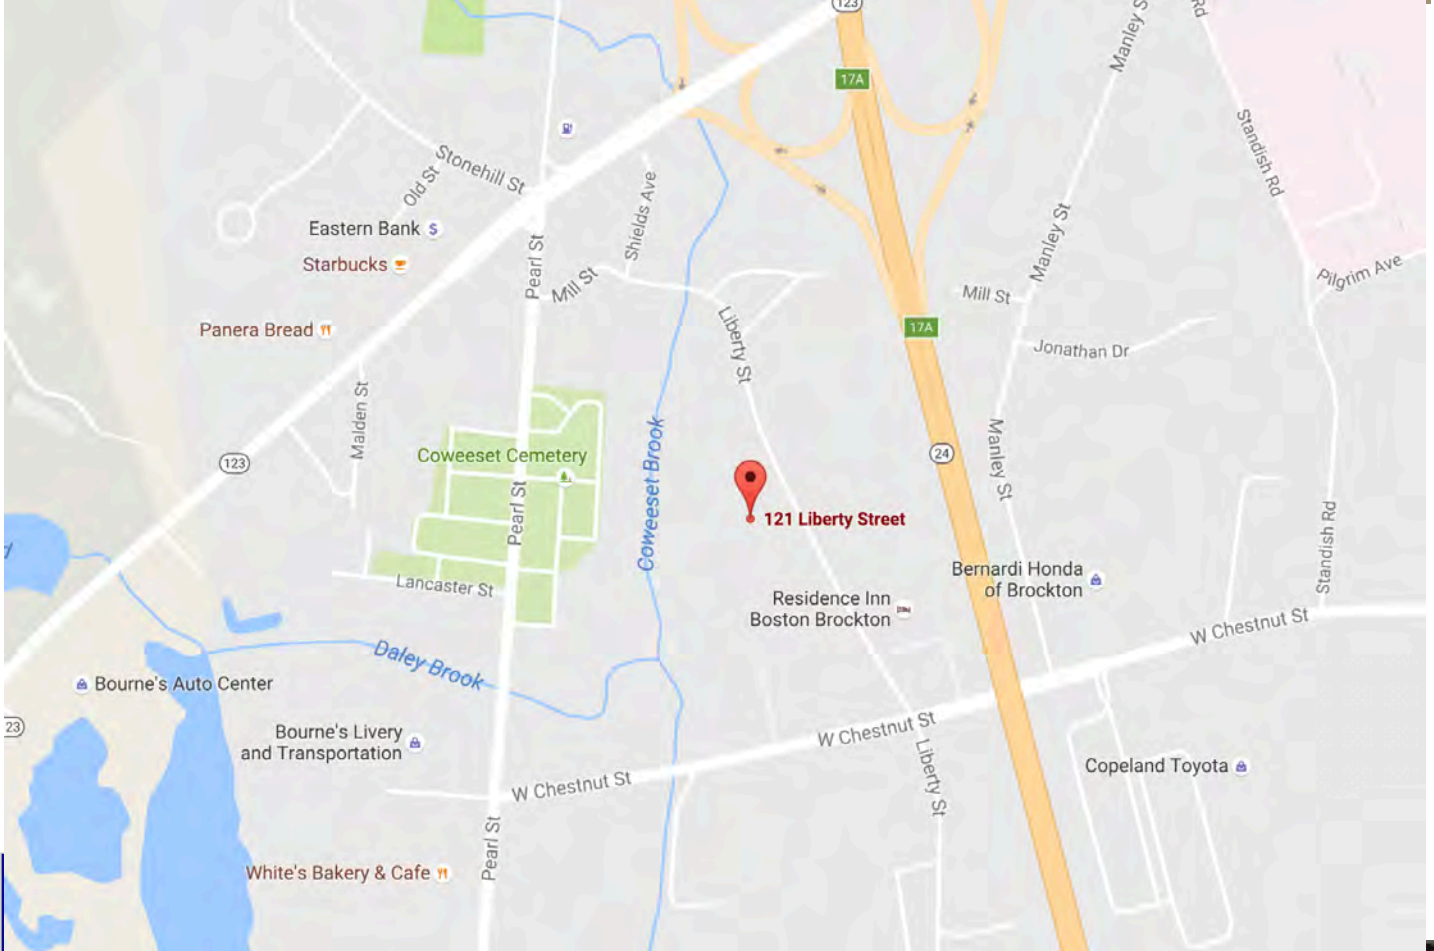 123
17A
Manley S
Rd
Standish Rd
Stonehill St
Old St
Shields Ave
Eastern Bank
Starbucks
Pearl St
Mill St
Manley St
Mill St
Pilgrim Ave
Panera Bread
Liberty St
17A
Jonathan Dr
Malden St
123
Coweeset Cemetery
Pearl St
Coweeset Brook
24
Manley St
121 Liberty Street
Standish Rd
d
Lancaster St
Bernardi Honda
of Brockton
Residence Inn
Boston Brockton
W Chestnut St
Daley Brook
Bourne's Auto Center
23
Bourne's Livery
and Transportation
W Chestnut St
Liberty St
Copeland Toyota
W Chestnut St
Pearl St
White's Bakery & Cafe